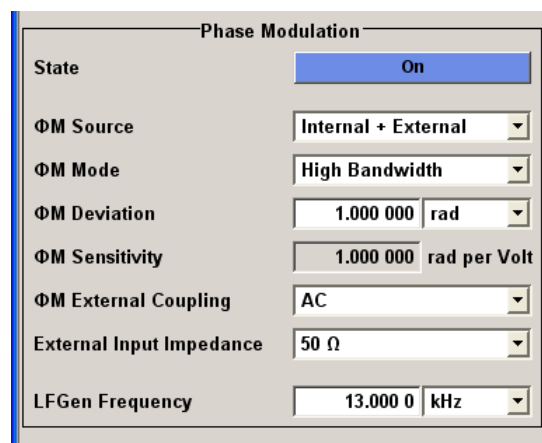 Phase Modulation
State On
ΦM Source Internal + External
ΦM Mode High Bandwidth
ΦM Deviation 1.000 000 rad
ΦM Sensitivity 1.000 000 rad per Volt
ΦM External Coupling AC
External Input Impedance 50 Ω
LFGen Frequency 13.000 0 kHz